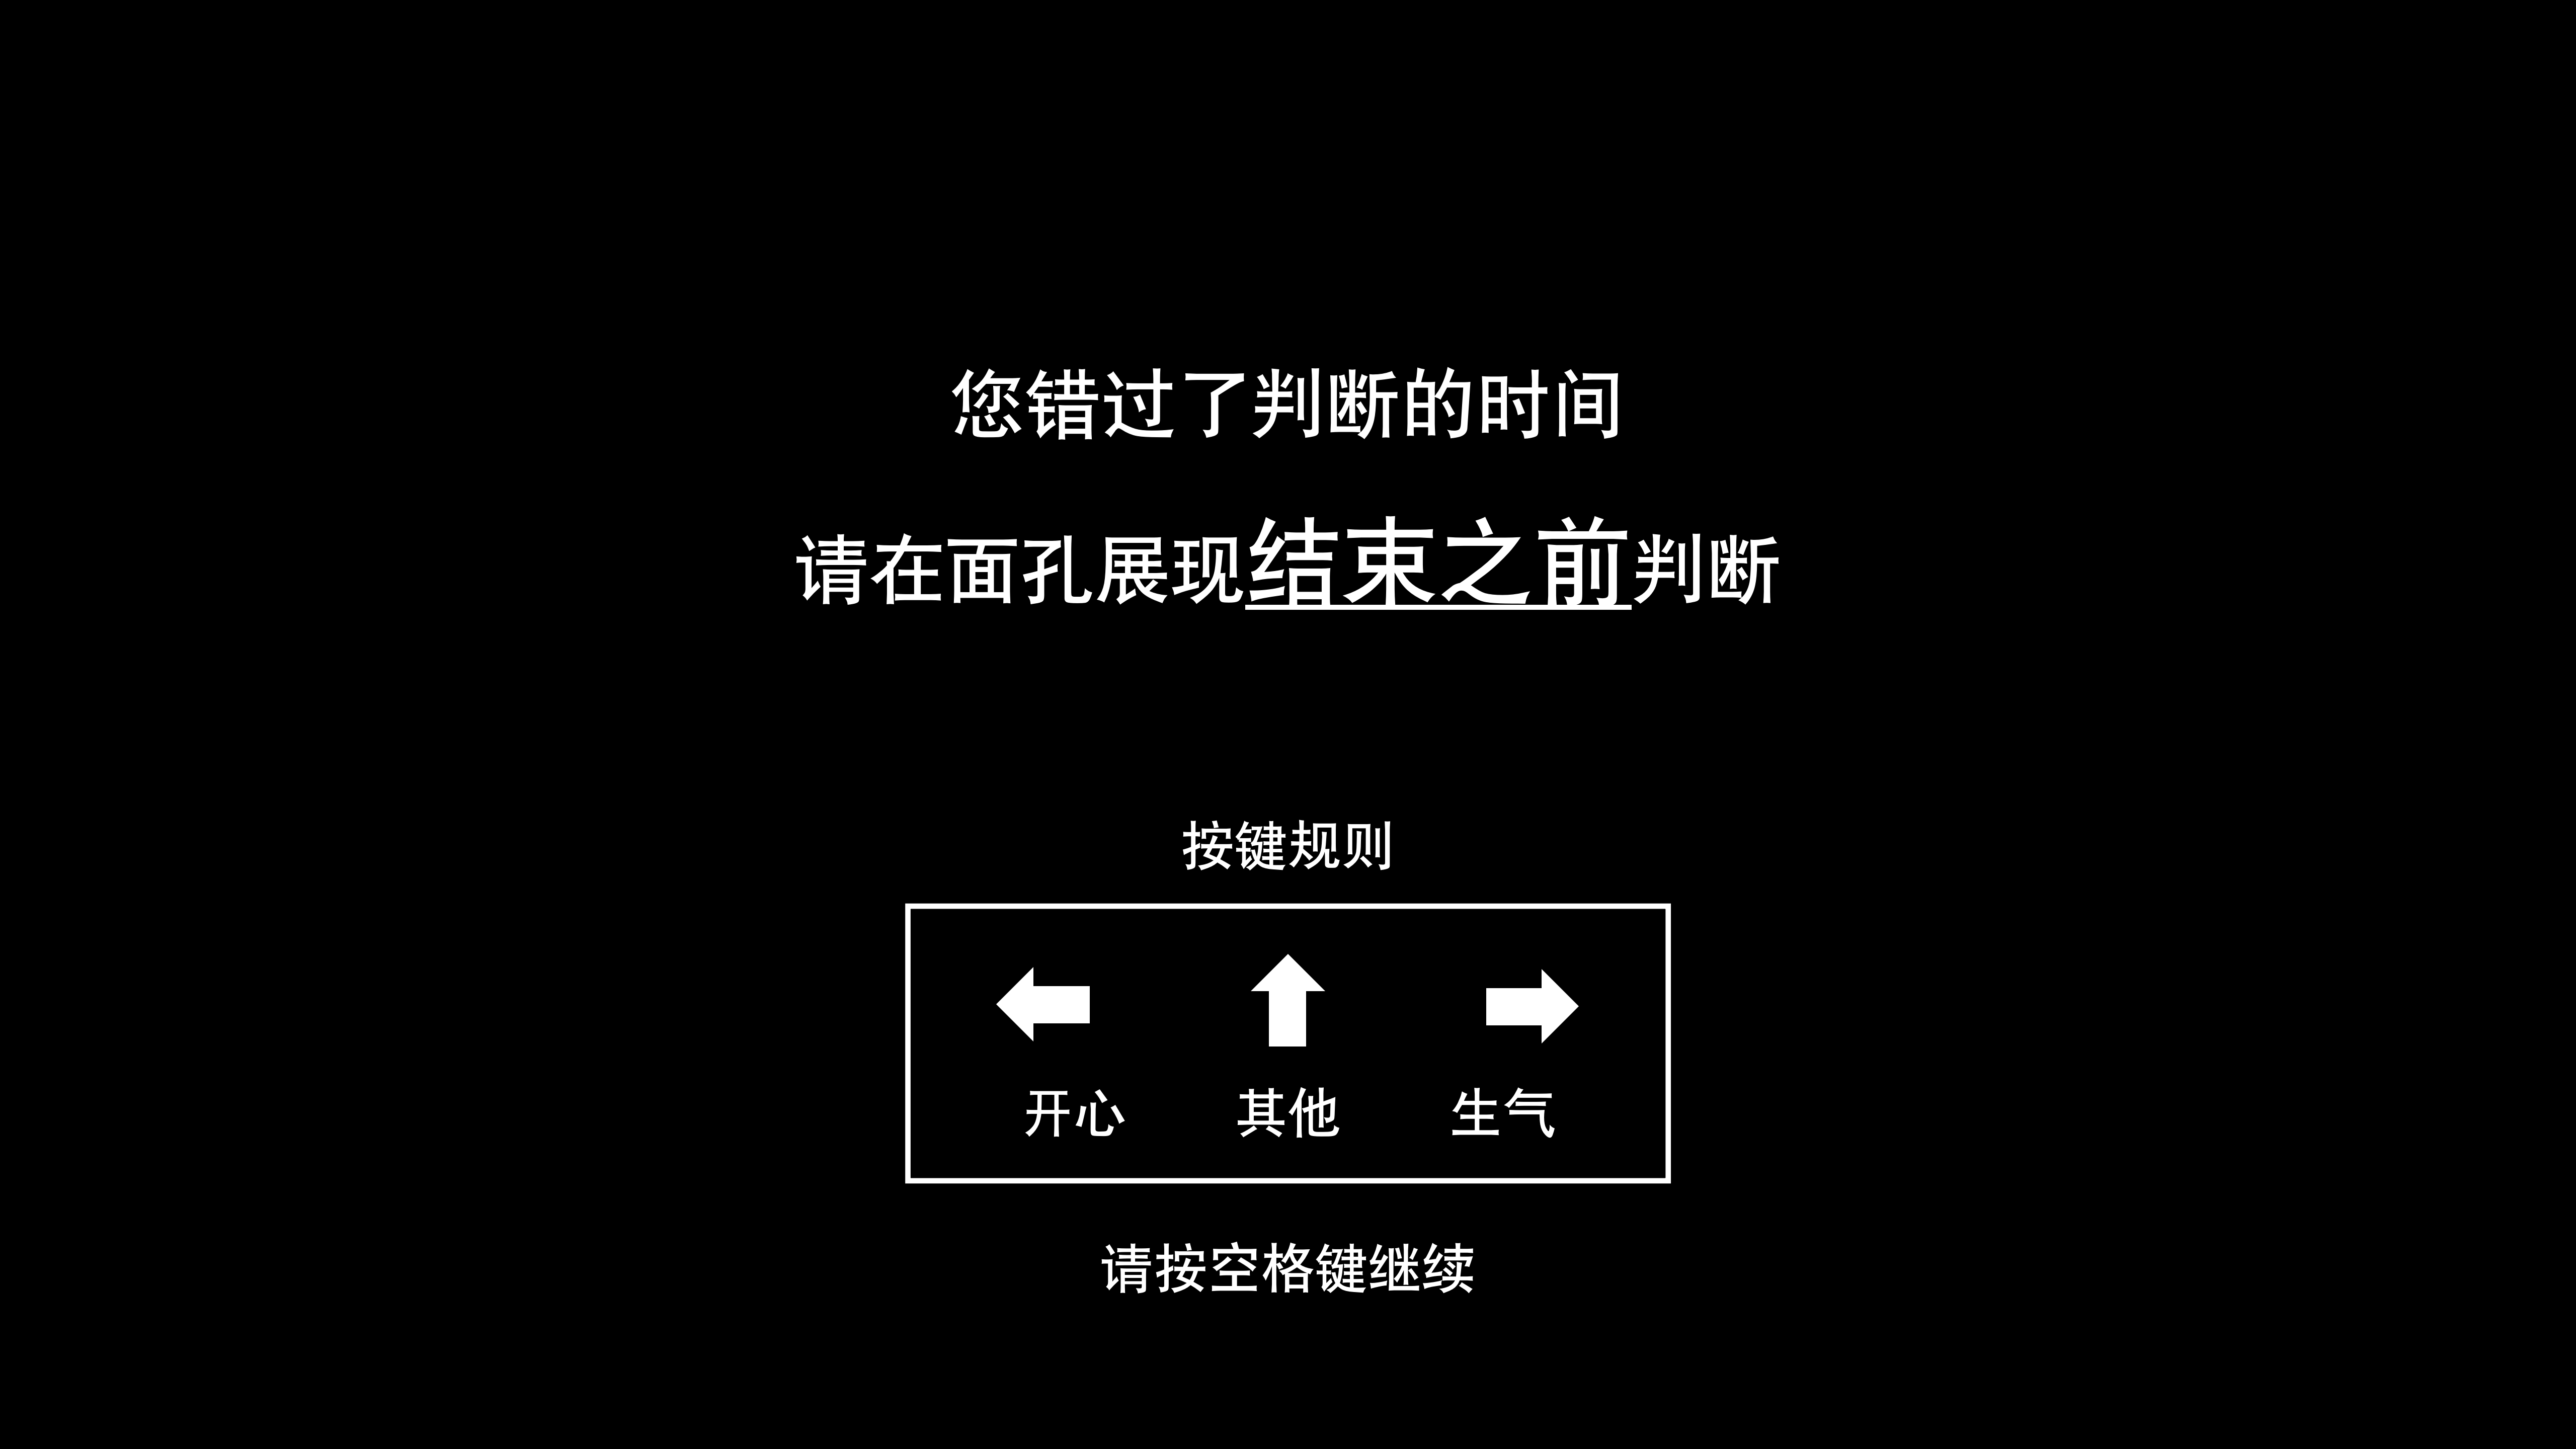 您错过了判断的时间
请在面孔展现结束之前判断
按键规则
开心 其他 生气
请按空格键继续